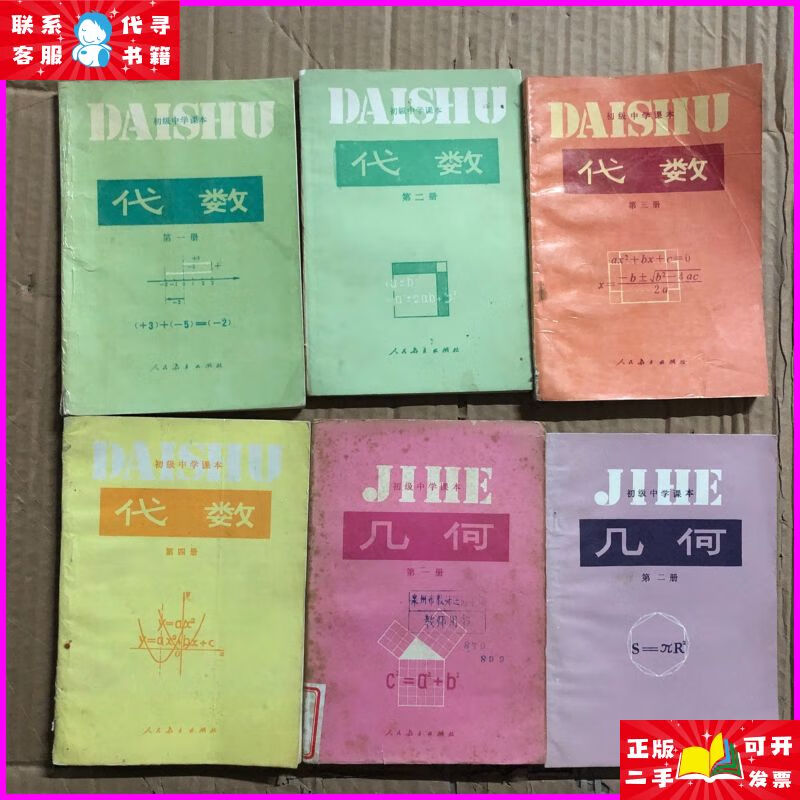 联系 代寻
客服 书籍
DAISHU
初级中学课本
代数
第一册
(+3)+(-5)=(-2)
人民教育出版社
DAISHU
初级中学课本
代数
第二册
人民教育出版社
DAISHU
初级中学课本
代数
第三册
ax²+bx+c=0
人民教育出版社
DAISHU
初级中学课本
代数
第四册
y=ax²
y=ax²+bx+c
人民教育出版社
JIHE
初级中学课本
几何
第一册
教师用书
c²=a²+b²
人民教育出版社
JIHE
初级中学课本
几何
第二册
S=πR²
正版 可开
二手 发票